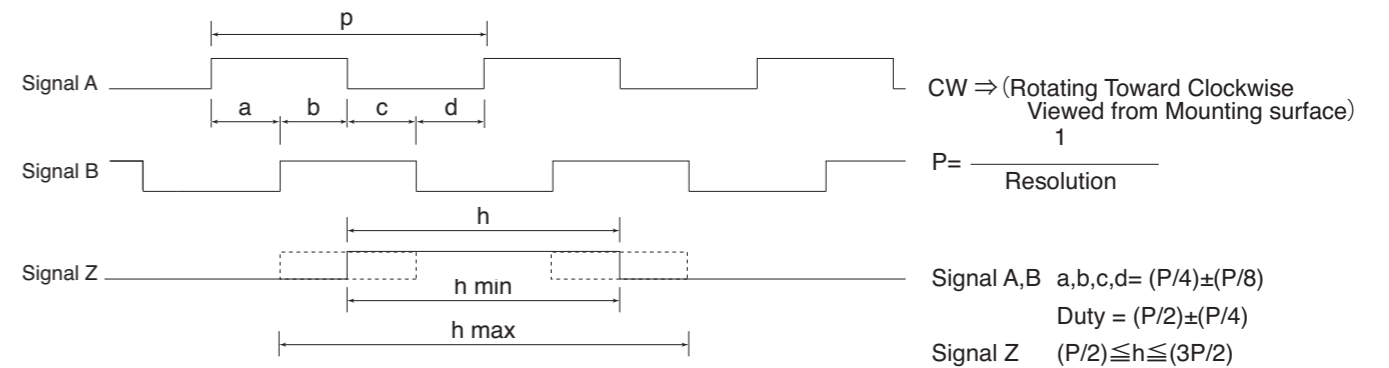 p
Signal A
CW ⇒(Rotating Toward Clockwise
Viewed from Mounting surface)
a b c d
Signal B
P= 1
Resolution
h
Signal Z
h min
h max
Signal A,B a,b,c,d= (P/4)±(P/8)
Duty = (P/2)±(P/4)
Signal Z (P/2)≦h≦(3P/2)